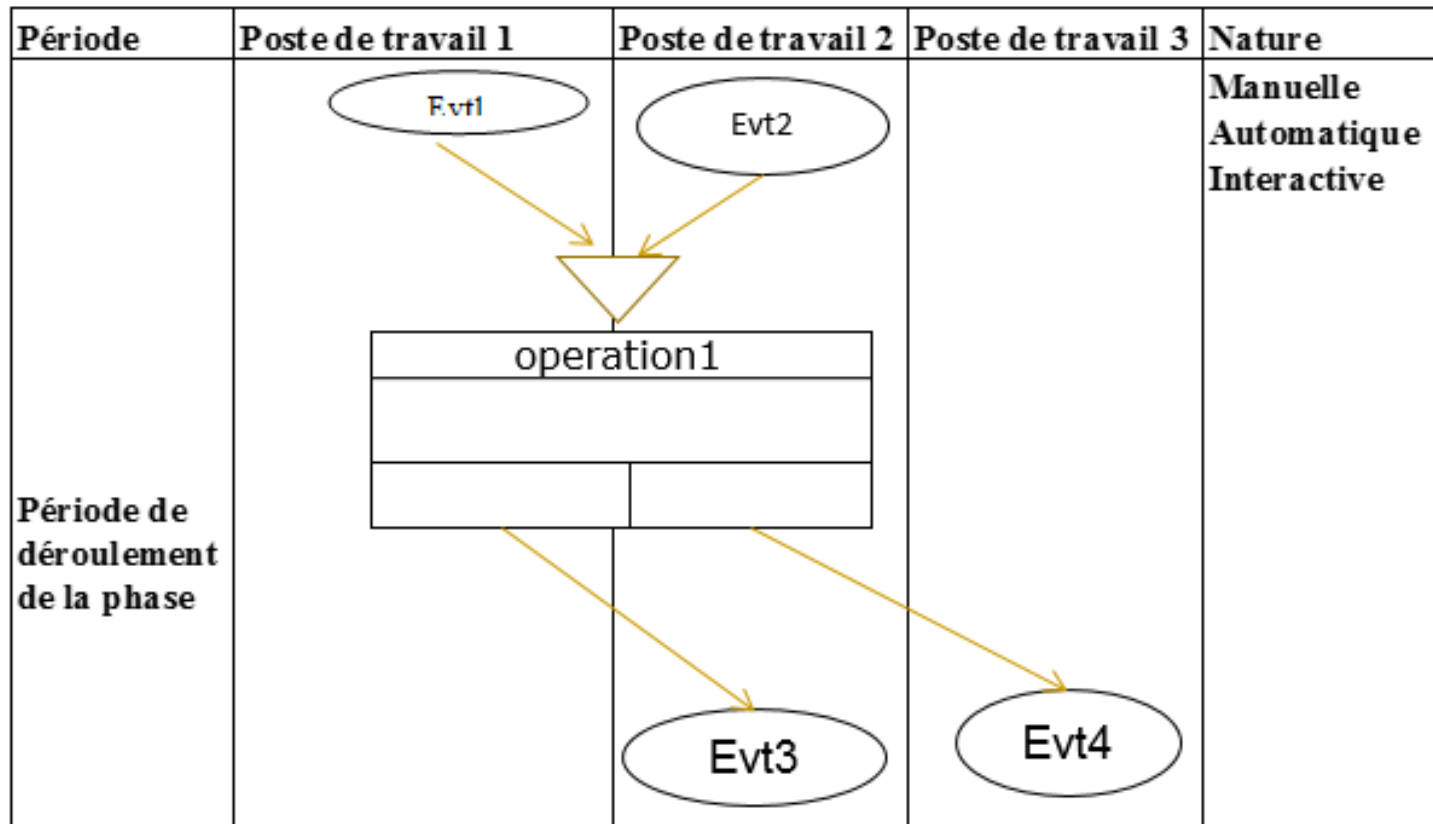 Période Poste de travail 1 Poste de travail 2 Poste de travail 3 Nature
Evt1
Evt2
Manuelle
Automatique
Interactive
operation1
Période de
déroulement
de la phase
Evt3
Evt4